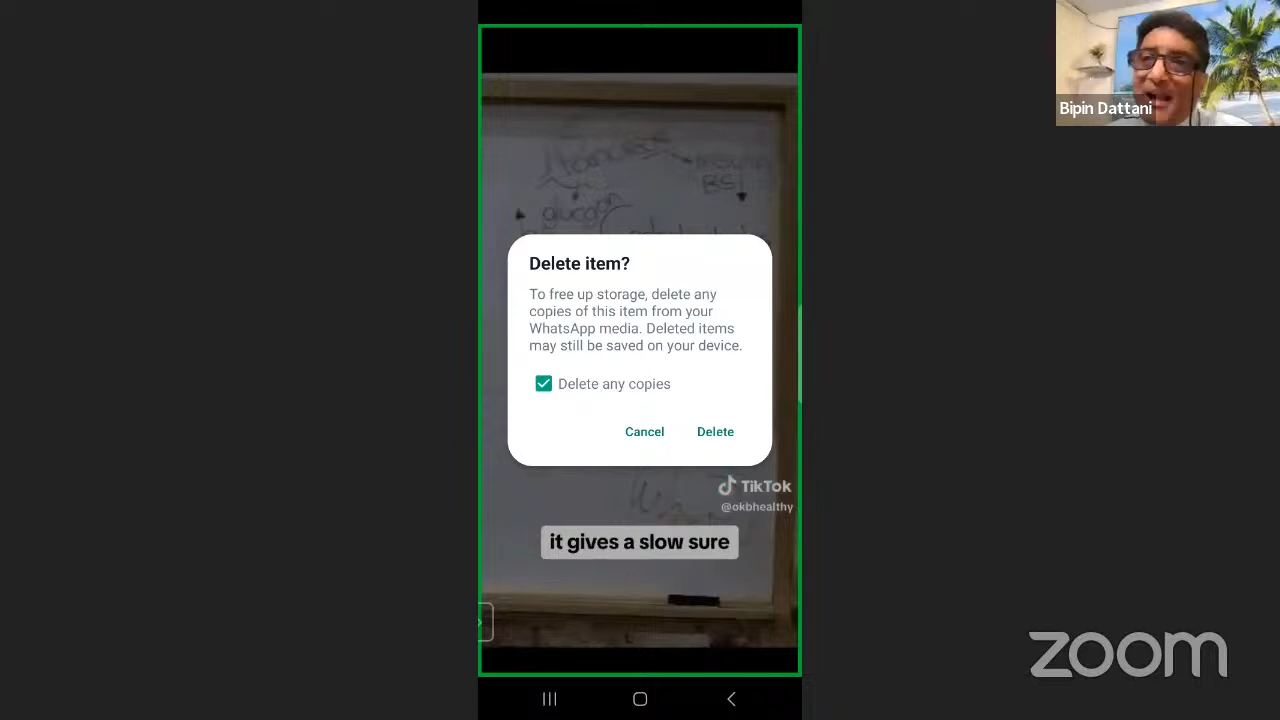 Bipin Dattani
BS
gluco
Delete item?
To free up storage, delete any
copies of this item from your
WhatsApp media. Deleted items
may still be saved on your device.
Delete any copies
Cancel
Delete
TikTok
@okbhealthy
it gives a slow sure
zoom